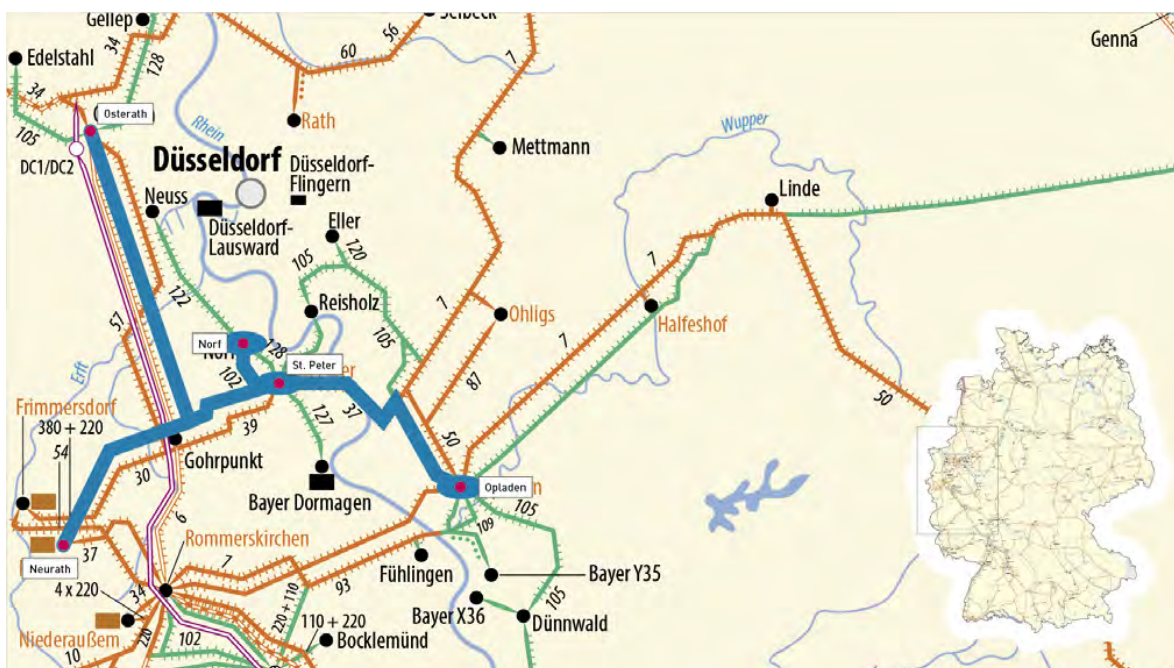 Gellep
Selbeck
Genna
Edelstahl
34
128
60
56
7
34
105
Osterath
Rhein
Rath
Wupper
DC1/DC2
Düsseldorf
Düsseldorf-
Flingern
Mettmann
Linde
Neuss
Düsseldorf-
Lausward
Eller
120
105
7
122
Reisholz
7
Ohligs
Halfeshof
57
Norf
128
105
7
Erft
102
St. Peter
87
50
Frimmersdorf
380 + 220
54
39
127
37
50
30
Gohrpunkt
Bayer Dormagen
Opladen
105
6
109
Rommerskirchen
37
Neurath
7
Fühlingen
93
Bayer Y35
4 x 220
34
220 + 110
Bayer X36
105
Dünnwald
110 + 220
Niederaußem
220
102
Bocklemünd
10